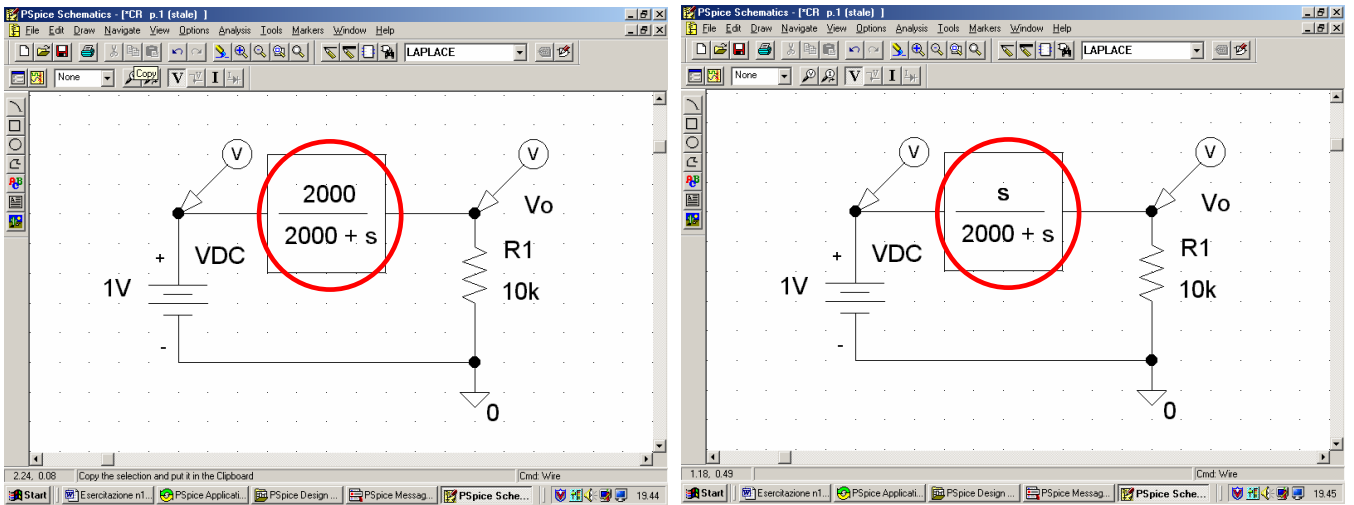 PSpice Schematics - [*CR p.1 (stale) ]
File Edit Draw Navigate View Options Analysis Tools Markers Window Help
LAPLACE
None
Copy
V
I
V
V
2000
2000 + s
Vo
+
VDC
R1
1V
10k
-
0
2.24, 0.08 Copy the selection and put it in the Clipboard Cmd: Wire
Start Esercitazione n1... PSpice Applicati... PSpice Design ... PSpice Messag... PSpice Sche... 19.44
PSpice Schematics - [*CR p.1 (stale) ]
File Edit Draw Navigate View Options Analysis Tools Markers Window Help
LAPLACE
None
V
I
V
V
s
2000 + s
Vo
+
VDC
R1
1V
10k
-
0
1.18, 0.49 Cmd: Wire
Start Esercitazione n1... PSpice Applicati... PSpice Design ... PSpice Messag... PSpice Sche... 19.45